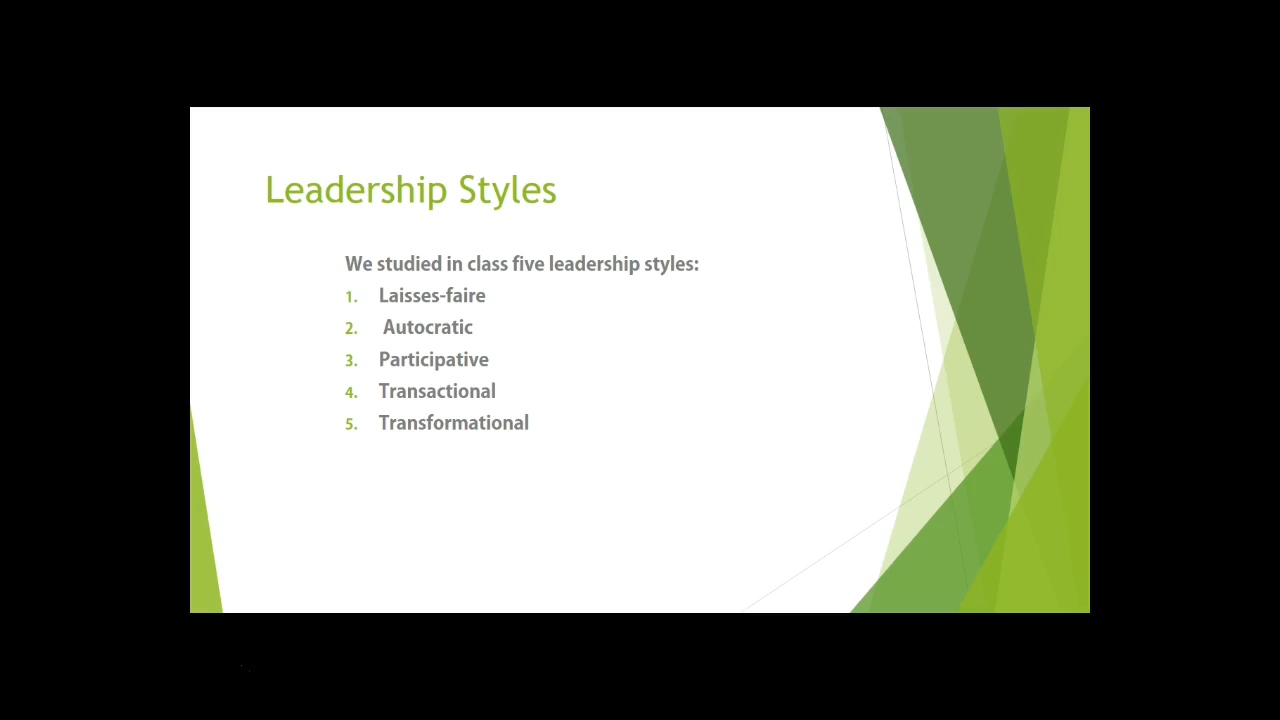 Leadership Styles
We studied in class five leadership styles:
1. Laisses-faire
2. Autocratic
3. Participative
4. Transactional
5. Transformational